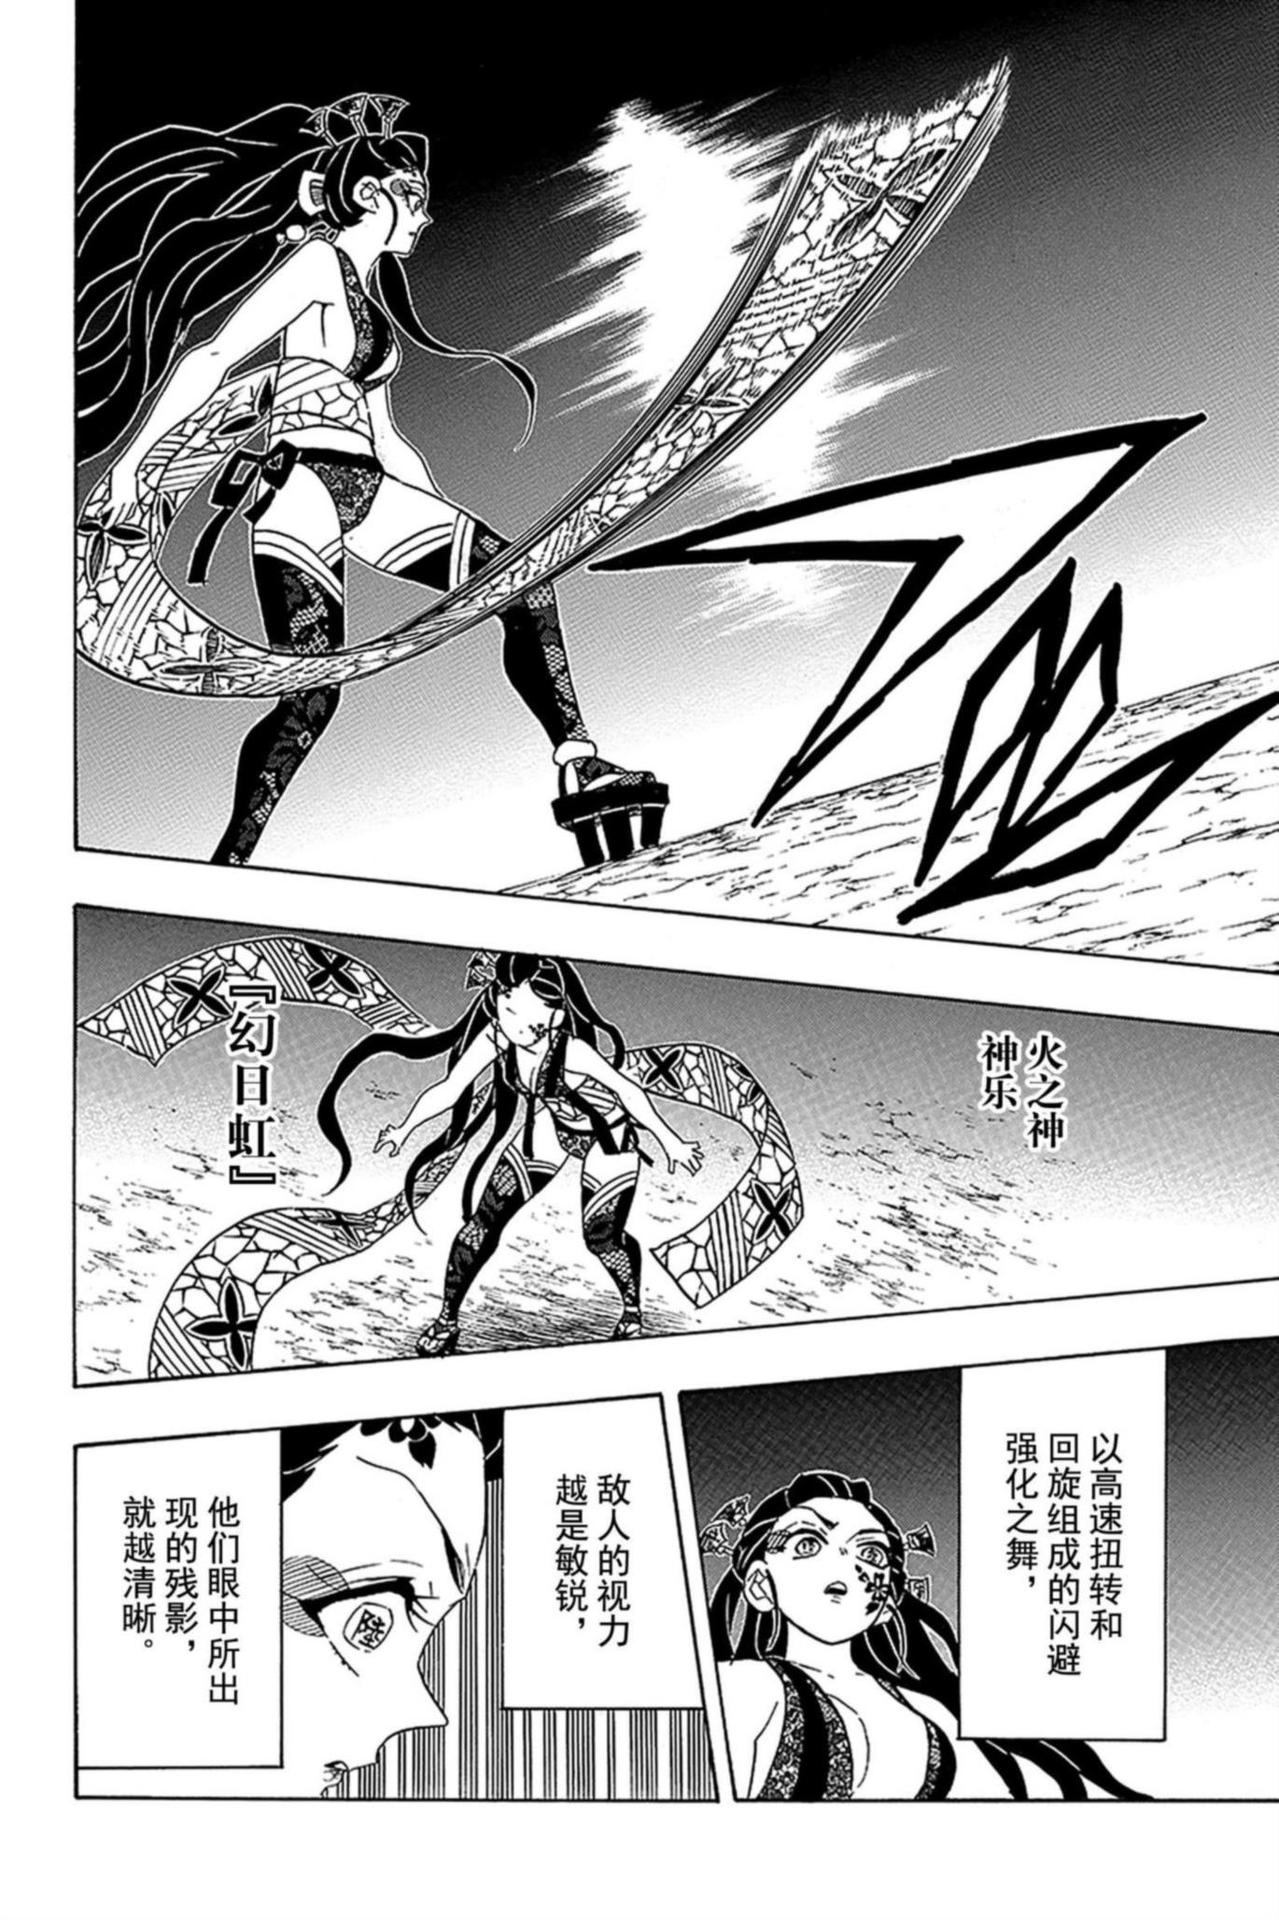 火之神
神乐
『幻日虹』
以高速扭转和
回旋组成的闪避
强化之舞，
敌人的视力
越是敏锐，
他们眼中所出
现的残影，
就越清晰。
陸